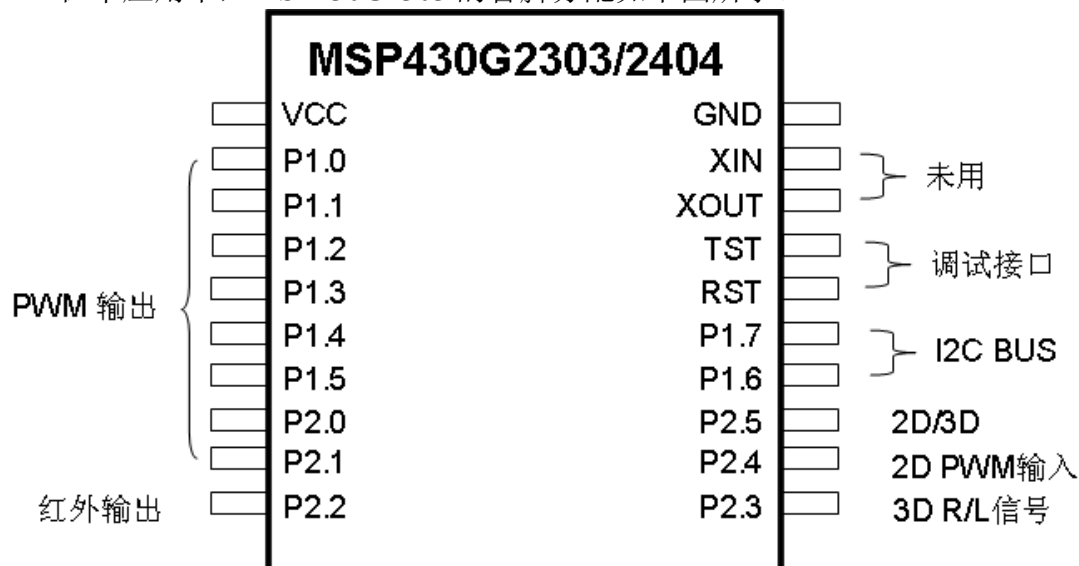 MSP430G2303/2404
VCC GND
P1.0 XIN
未用
P1.1 XOUT
P1.2 TST
调试接口
PWM 输出
P1.3 RST
P1.4 P1.7
I2C BUS
P1.5 P1.6
P2.0 P2.5 2D/3D
P2.1 P2.4 2D PWM输入
红外输出 P2.2 P2.3 3D R/L信号